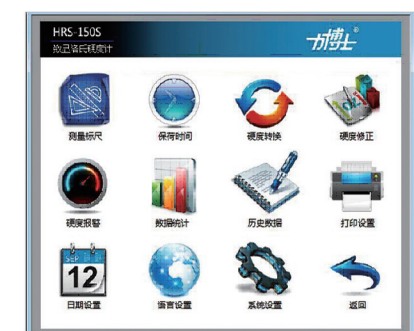 HRS-150S
数显洛氏硬度计
力博士®
测量标尺
保荷时间
硬度转换
硬度修正
硬度报警
数据统计
历史数据
打印设置
SEP
12
日期设置
语言设置
系统设置
返回